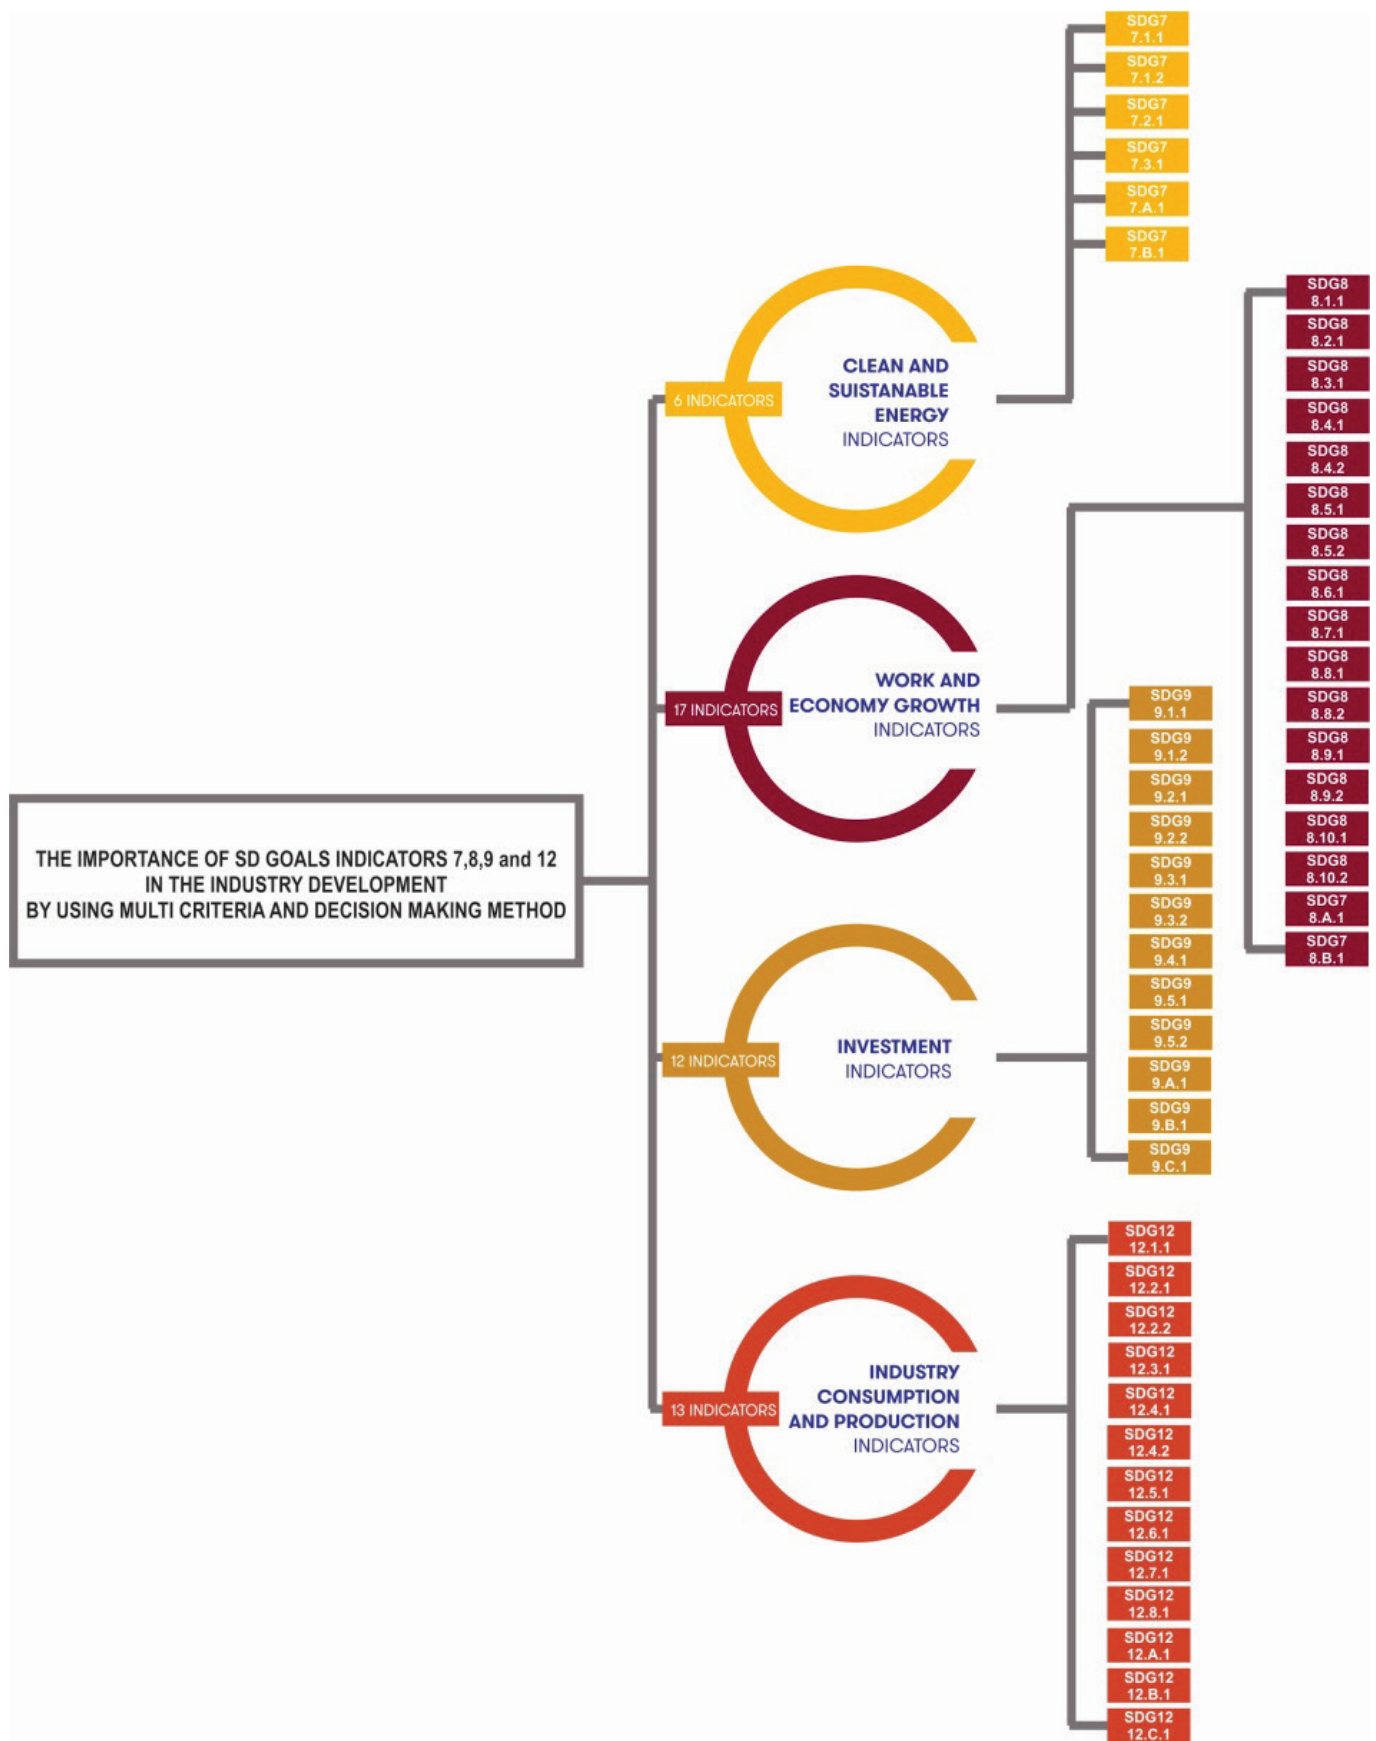 THE IMPORTANCE OF SD GOALS INDICATORS 7,8,9 and 12
IN THE INDUSTRY DEVELOPMENT
BY USING MULTI CRITERIA AND DECISION MAKING METHOD
6 INDICATORS
CLEAN AND
SUISTANABLE
ENERGY
INDICATORS
SDG7
7.1.1
SDG7
7.1.2
SDG7
7.2.1
SDG7
7.3.1
SDG7
7.A.1
SDG7
7.B.1
17 INDICATORS
WORK AND
ECONOMY GROWTH
INDICATORS
SDG8
8.1.1
SDG8
8.2.1
SDG8
8.3.1
SDG8
8.4.1
SDG8
8.4.2
SDG8
8.5.1
SDG8
8.5.2
SDG8
8.6.1
SDG8
8.7.1
SDG8
8.8.1
SDG8
8.8.2
SDG8
8.9.1
SDG8
8.9.2
SDG8
8.10.1
SDG8
8.10.2
SDG7
8.A.1
SDG7
8.B.1
12 INDICATORS
INVESTMENT
INDICATORS
SDG9
9.1.1
SDG9
9.1.2
SDG9
9.2.1
SDG9
9.2.2
SDG9
9.3.1
SDG9
9.3.2
SDG9
9.4.1
SDG9
9.5.1
SDG9
9.5.2
SDG9
9.A.1
SDG9
9.B.1
SDG9
9.C.1
13 INDICATORS
INDUSTRY
CONSUMPTION
AND PRODUCTION
INDICATORS
SDG12
12.1.1
SDG12
12.2.1
SDG12
12.2.2
SDG12
12.3.1
SDG12
12.4.1
SDG12
12.4.2
SDG12
12.5.1
SDG12
12.6.1
SDG12
12.7.1
SDG12
12.8.1
SDG12
12.A.1
SDG12
12.B.1
SDG12
12.C.1